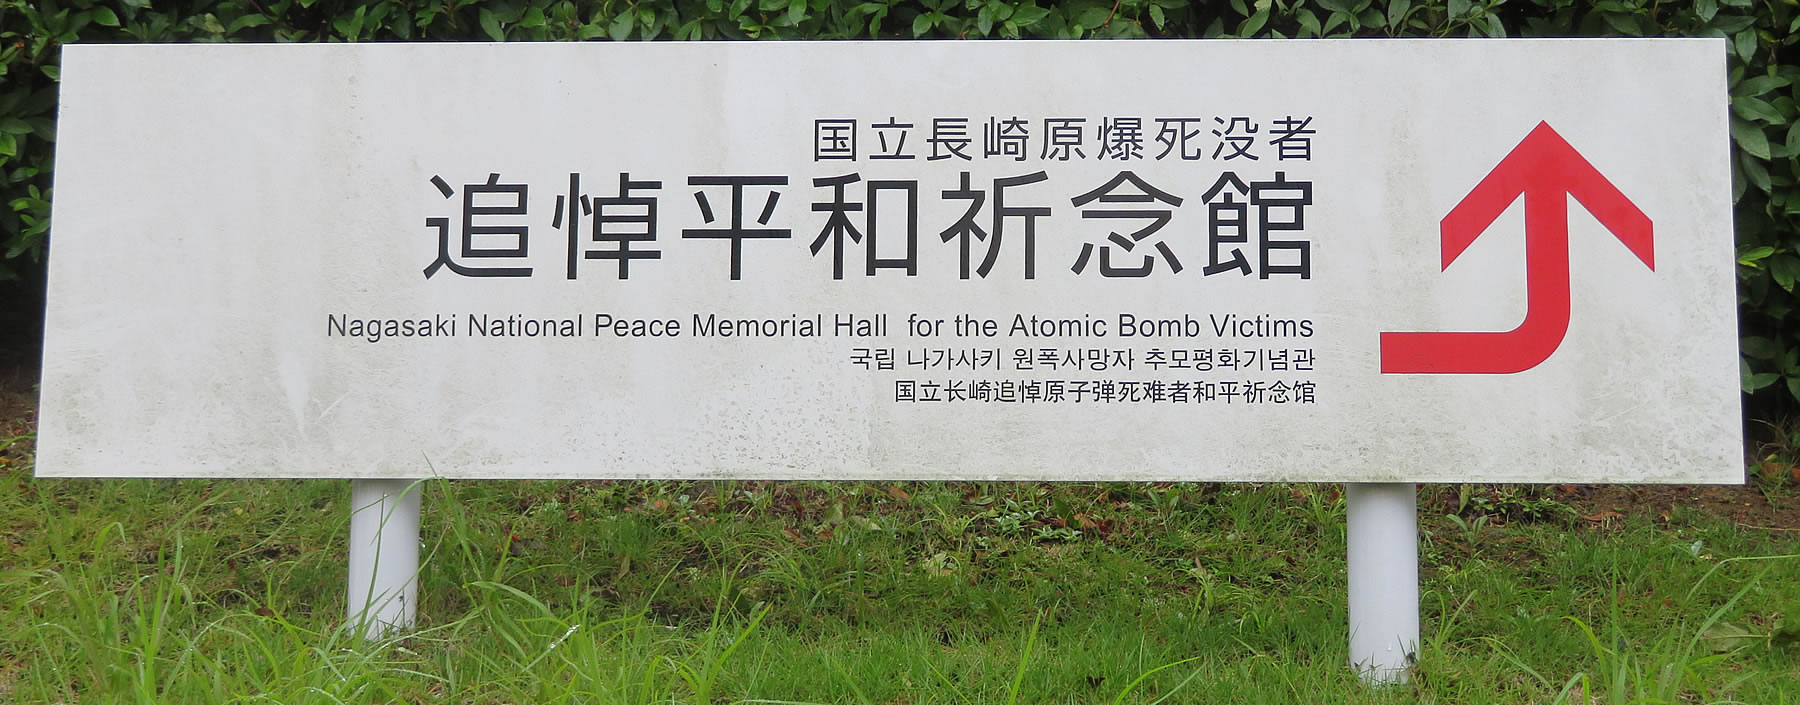 国立長崎原爆死没者
追悼平和祈念館
Nagasaki National Peace Memorial Hall for the Atomic Bomb Victims
국립 나가사키 원폭사망자 추모평화기념관
国立长崎追悼原子弹死难者和平祈念馆